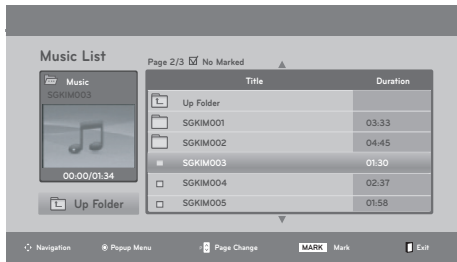 Music List
Page 2/3 No Marked
Music
SGKIM003
00:00/01:34
Up Folder
Title Duration
Up Folder
SGKIM001 03:33
SGKIM002 04:45
SGKIM003 01:30
SGKIM004 02:37
SGKIM005 01:58
Navigation Popup Menu Page Change MARK Mark Exit